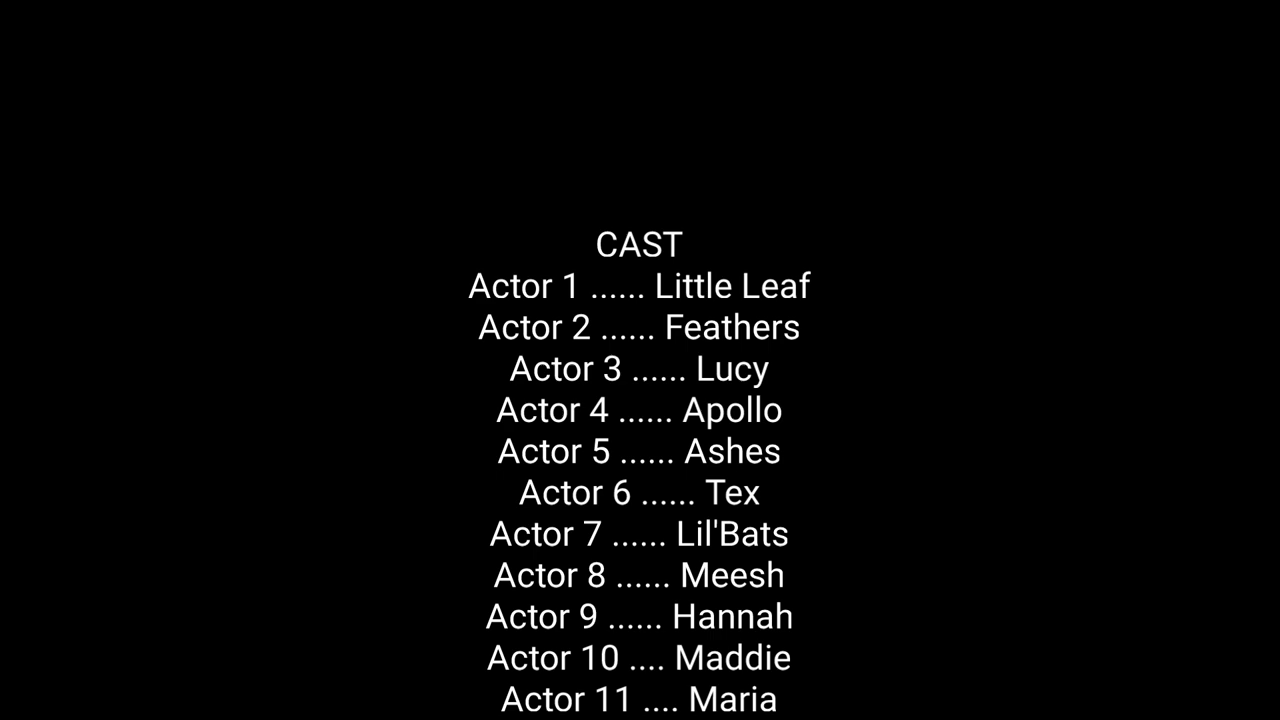 CAST
Actor 1 ...... Little Leaf
Actor 2 ...... Feathers
Actor 3 ...... Lucy
Actor 4 ...... Apollo
Actor 5 ...... Ashes
Actor 6 ...... Tex
Actor 7 ...... Lil'Bats
Actor 8 ...... Meesh
Actor 9 ...... Hannah
Actor 10 .... Maddie
Actor 11 .... Maria